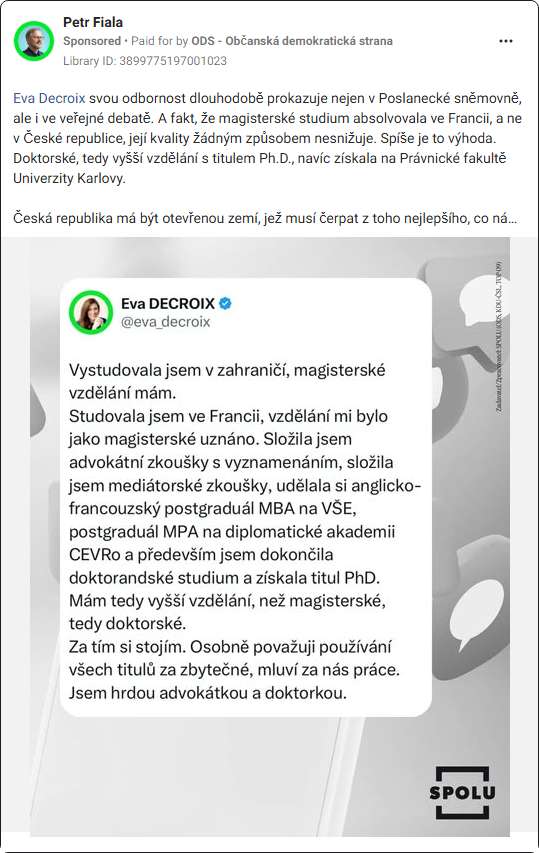 Petr Fiala
Sponsored • Paid for by ODS - Občanská demokratická strana
Library ID: 3899775197001023
Eva Decroix svou odbornost dlouhodobě prokazuje nejen v Poslanecké sněmovně,
ale i ve veřejné debatě. A fakt, že magisterské studium absolvovala ve Francii, a ne
v České republice, její kvality žádným způsobem nesnižuje. Spíše je to výhoda.
Doktorské, tedy vyšší vzdělání s titulem Ph.D., navíc získala na Právnické fakultě
Univerzity Karlovy.
Česká republika má být otevřenou zemí, jež musí čerpat z toho nejlepšího, co ná...
Zadavatel/Zpracovatel: SPOLU (ODS, KDU-ČSL, TOP 09)
Eva DECROIX
@eva_decroix
Vystudovala jsem v zahraničí, magisterské
vzdělání mám.
Studovala jsem ve Francii, vzdělání mi bylo
jako magisterské uznáno. Složila jsem
advokátní zkoušky s vyznamenáním, složila
jsem mediátorské zkoušky, udělala si anglicko-
francouzský postgraduál MBA na VŠE,
postgraduál MPA na diplomatické akademii
CEVRo a především jsem dokončila
doktorandské studium a získala titul PhD.
Mám tedy vyšší vzdělání, než magisterské,
tedy doktorské.
Za tím si stojím. Osobně považuji používání
všech titulů za zbytečné, mluví za nás práce.
Jsem hrdou advokátkou a doktorkou.
SPOLU